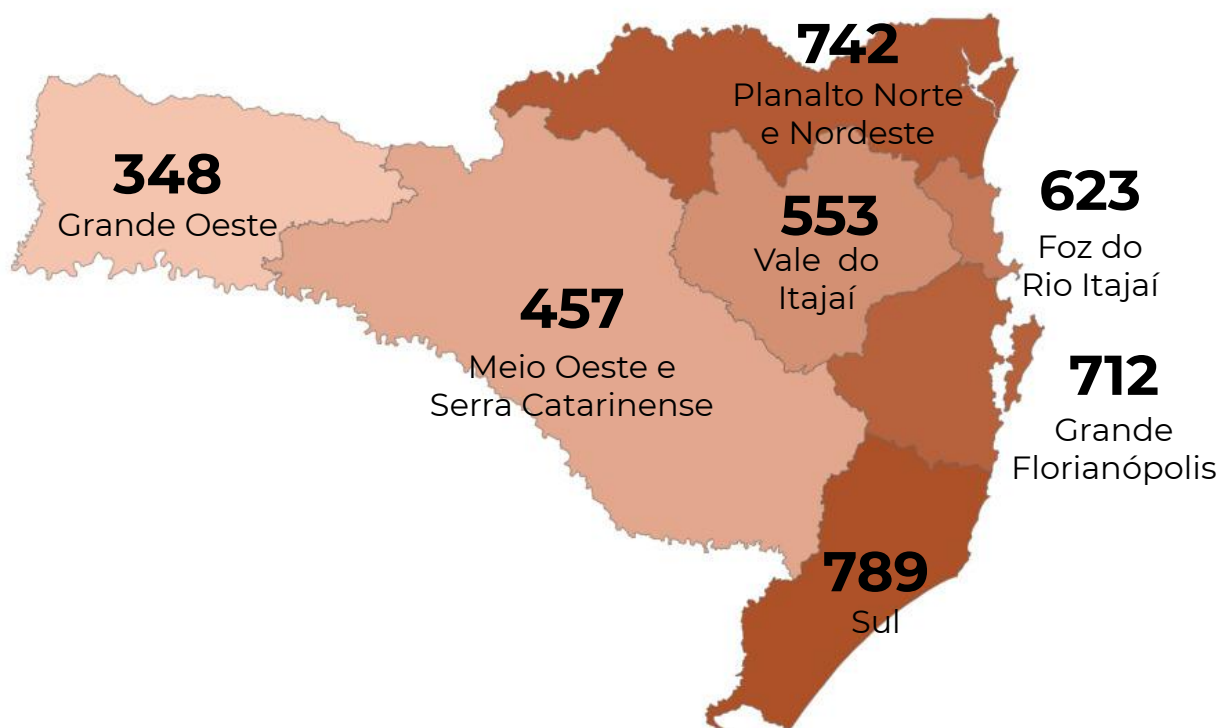 742
Planalto Norte
e Nordeste
348
Grande Oeste
553
Vale do
Itajaí
623
Foz do
Rio Itajaí
457
Meio Oeste e
Serra Catarinense
712
Grande
Florianópolis
789
Sul